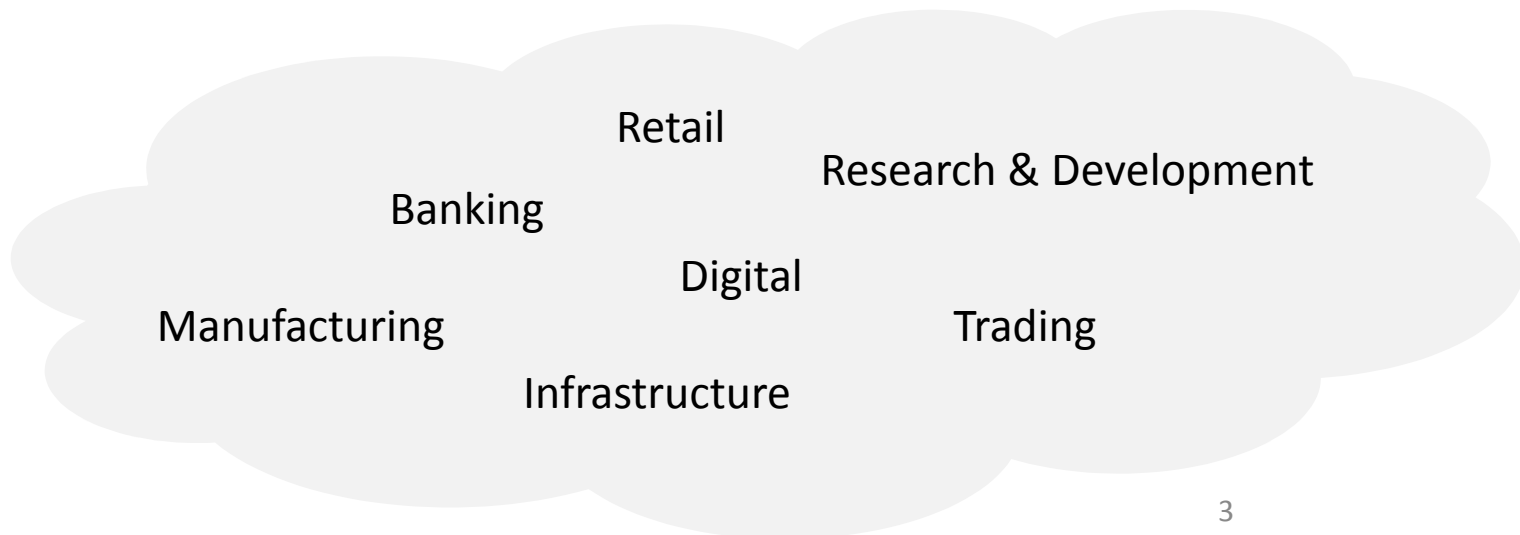 Retail
Research & Development
Banking
Digital
Manufacturing
Trading
Infrastructure
3